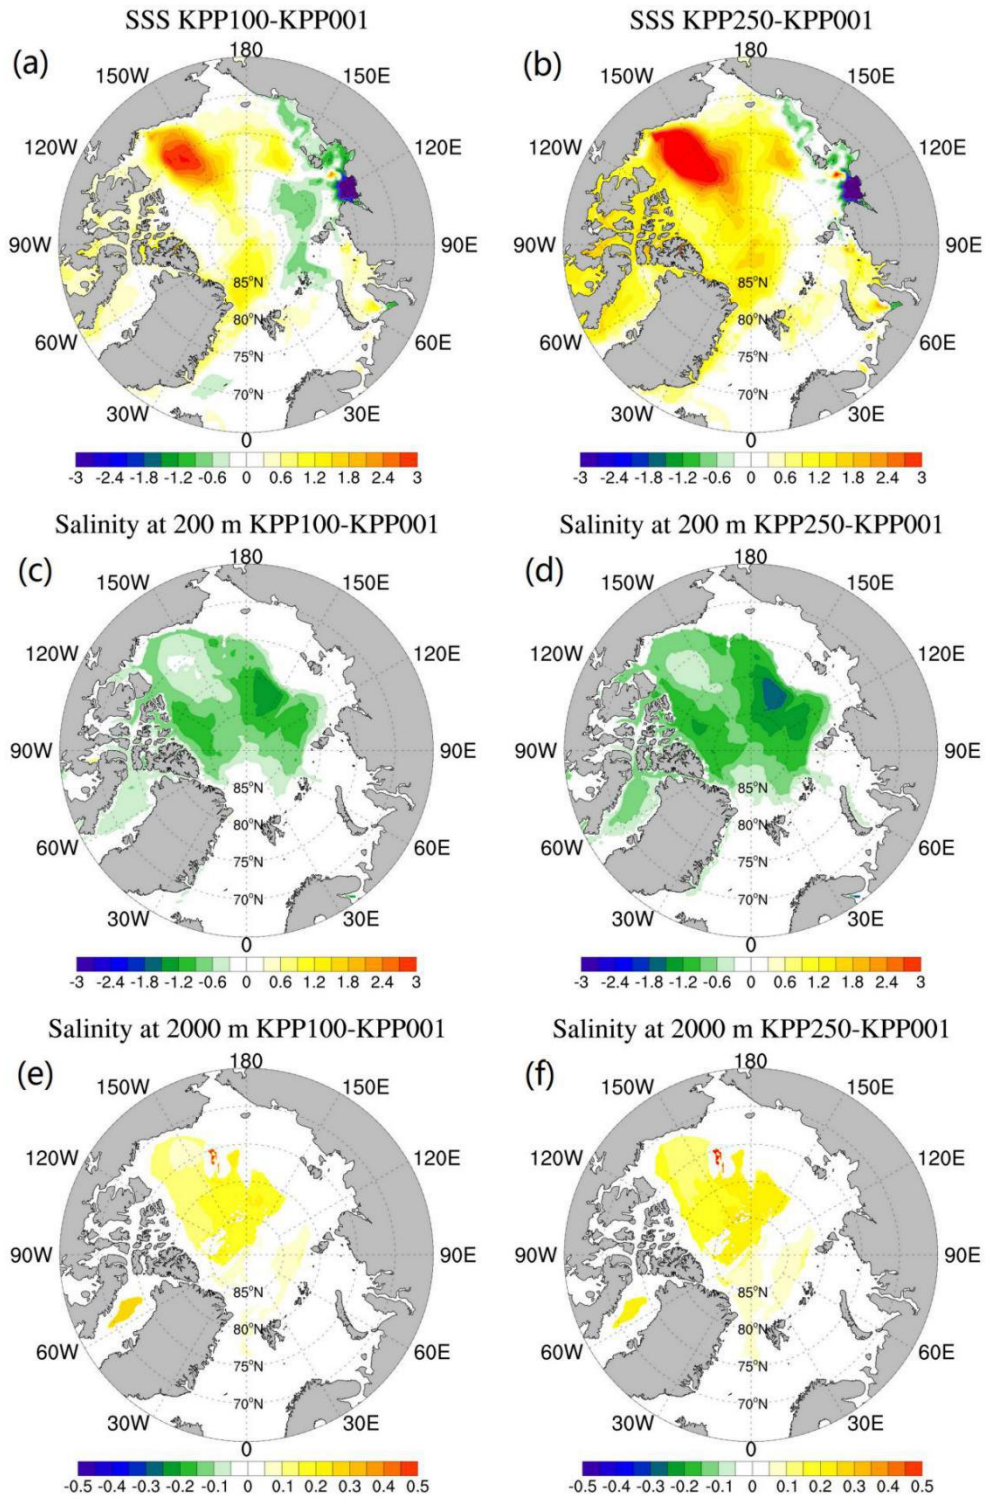 SSS KPP100-KPP001
SSS KPP250-KPP001
(a)
180
150W
150E
120W
120E
90W
90E
85°N
80°N
75°N
70°N
60W
60E
30W
30E
0
-3 -2.4 -1.8 -1.2 -0.6 0 0.6 1.2 1.8 2.4 3
(b)
180
150W
150E
120W
120E
90W
90E
85°N
80°N
75°N
70°N
60W
60E
30W
30E
0
-3 -2.4 -1.8 -1.2 -0.6 0 0.6 1.2 1.8 2.4 3
Salinity at 200 m KPP100-KPP001
Salinity at 200 m KPP250-KPP001
(c)
180
150W
150E
120W
120E
90W
90E
85°N
80°N
75°N
70°N
60W
60E
30W
30E
0
-3 -2.4 -1.8 -1.2 -0.6 0 0.6 1.2 1.8 2.4 3
(d)
180
150W
150E
120W
120E
90W
90E
85°N
80°N
75°N
70°N
60W
60E
30W
30E
0
-3 -2.4 -1.8 -1.2 -0.6 0 0.6 1.2 1.8 2.4 3
Salinity at 2000 m KPP100-KPP001
Salinity at 2000 m KPP250-KPP001
(e)
180
150W
150E
120W
120E
90W
90E
85°N
80°N
75°N
70°N
60W
60E
30W
30E
0
-0.5 -0.4 -0.3 -0.2 -0.1 0 0.1 0.2 0.3 0.4 0.5
(f)
180
150W
150E
120W
120E
90W
90E
85°N
80°N
75°N
70°N
60W
60E
30W
30E
0
-0.5 -0.4 -0.3 -0.2 -0.1 0 0.1 0.2 0.3 0.4 0.5